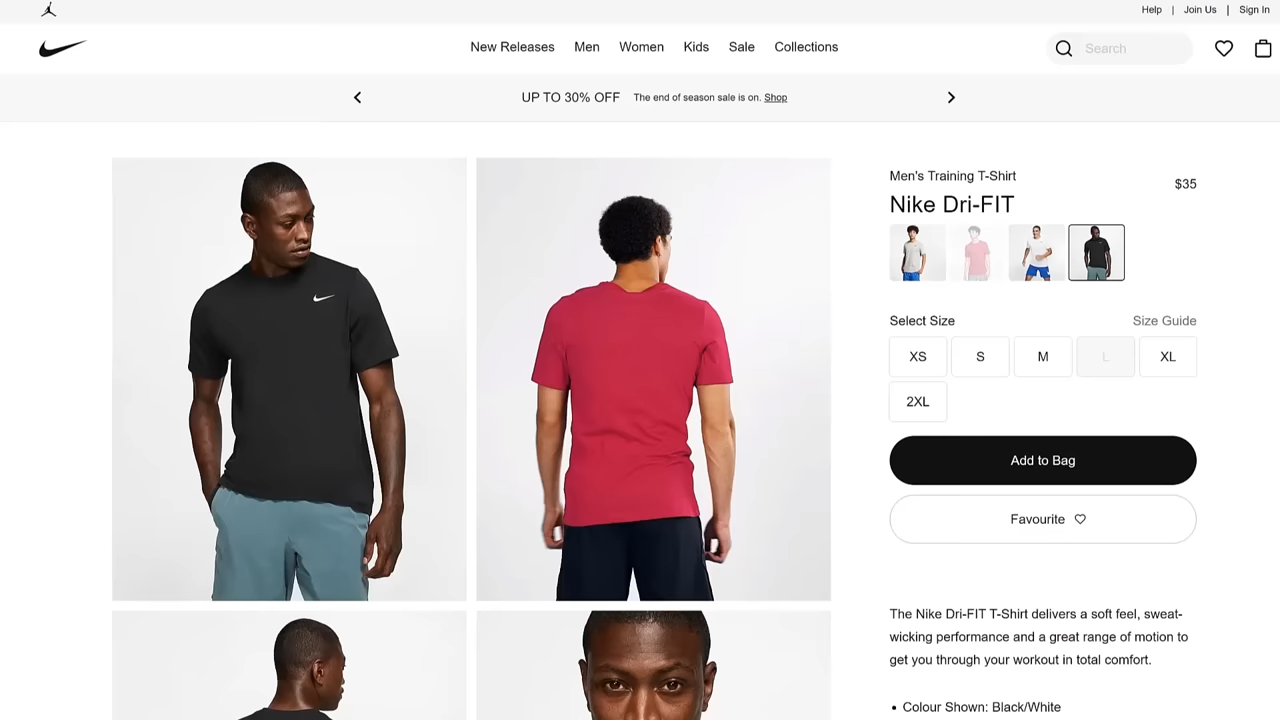 Help | Join Us | Sign In
New Releases Men Women Kids Sale Collections
Search
UP TO 30% OFF The end of season sale is on. Shop
Men's Training T-Shirt
$35
Nike Dri-FIT
Select Size
Size Guide
XS S M L XL
2XL
Add to Bag
Favourite
The Nike Dri-FIT T-Shirt delivers a soft feel, sweat-
wicking performance and a great range of motion to
get you through your workout in total comfort.
• Colour Shown: Black/White